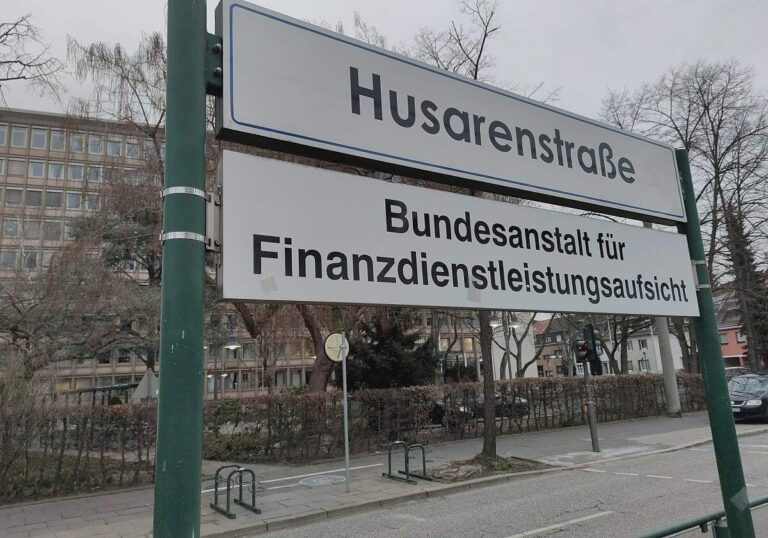 Husarenstraße
Bundesanstalt für
Finanzdienstleistungsaufsicht